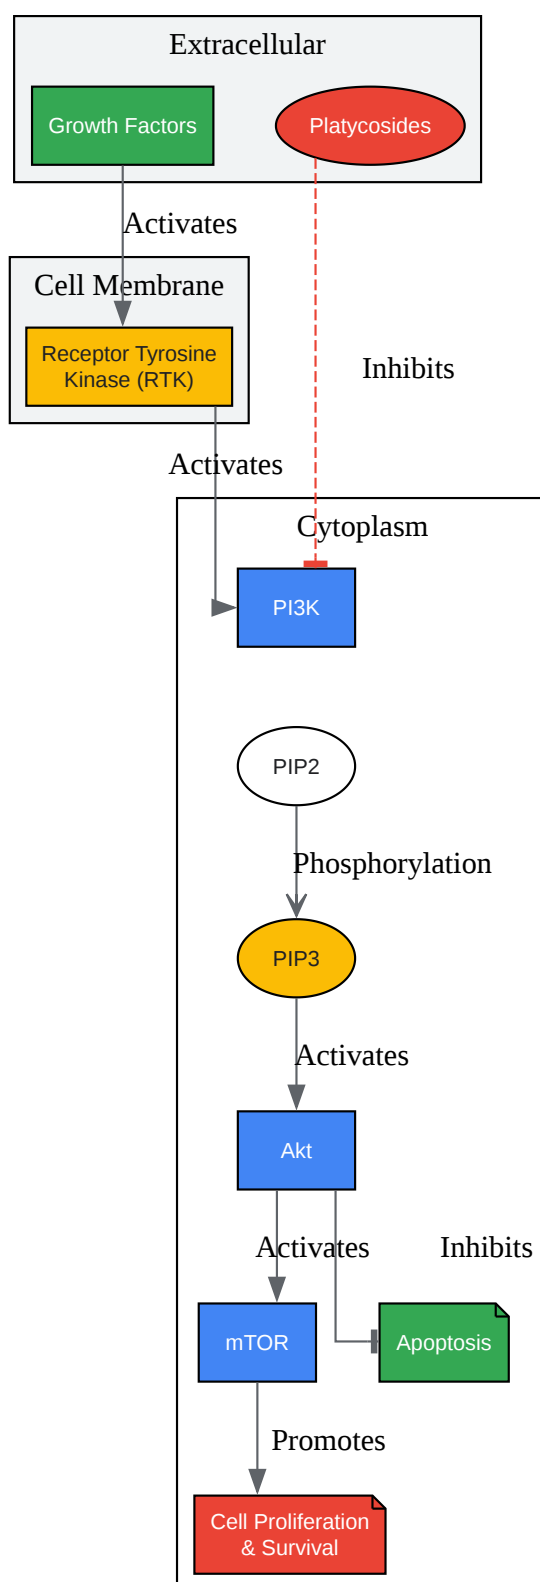 Extracellular
Growth Factors
Platycosides
Activates
Cell Membrane
Receptor Tyrosine
Kinase (RTK)
Inhibits
Activates
Cytoplasm
PI3K
PIP2
Phosphorylation
PIP3
Activates
Akt
Activates
Inhibits
mTOR
Apoptosis
Promotes
Cell Proliferation
& Survival